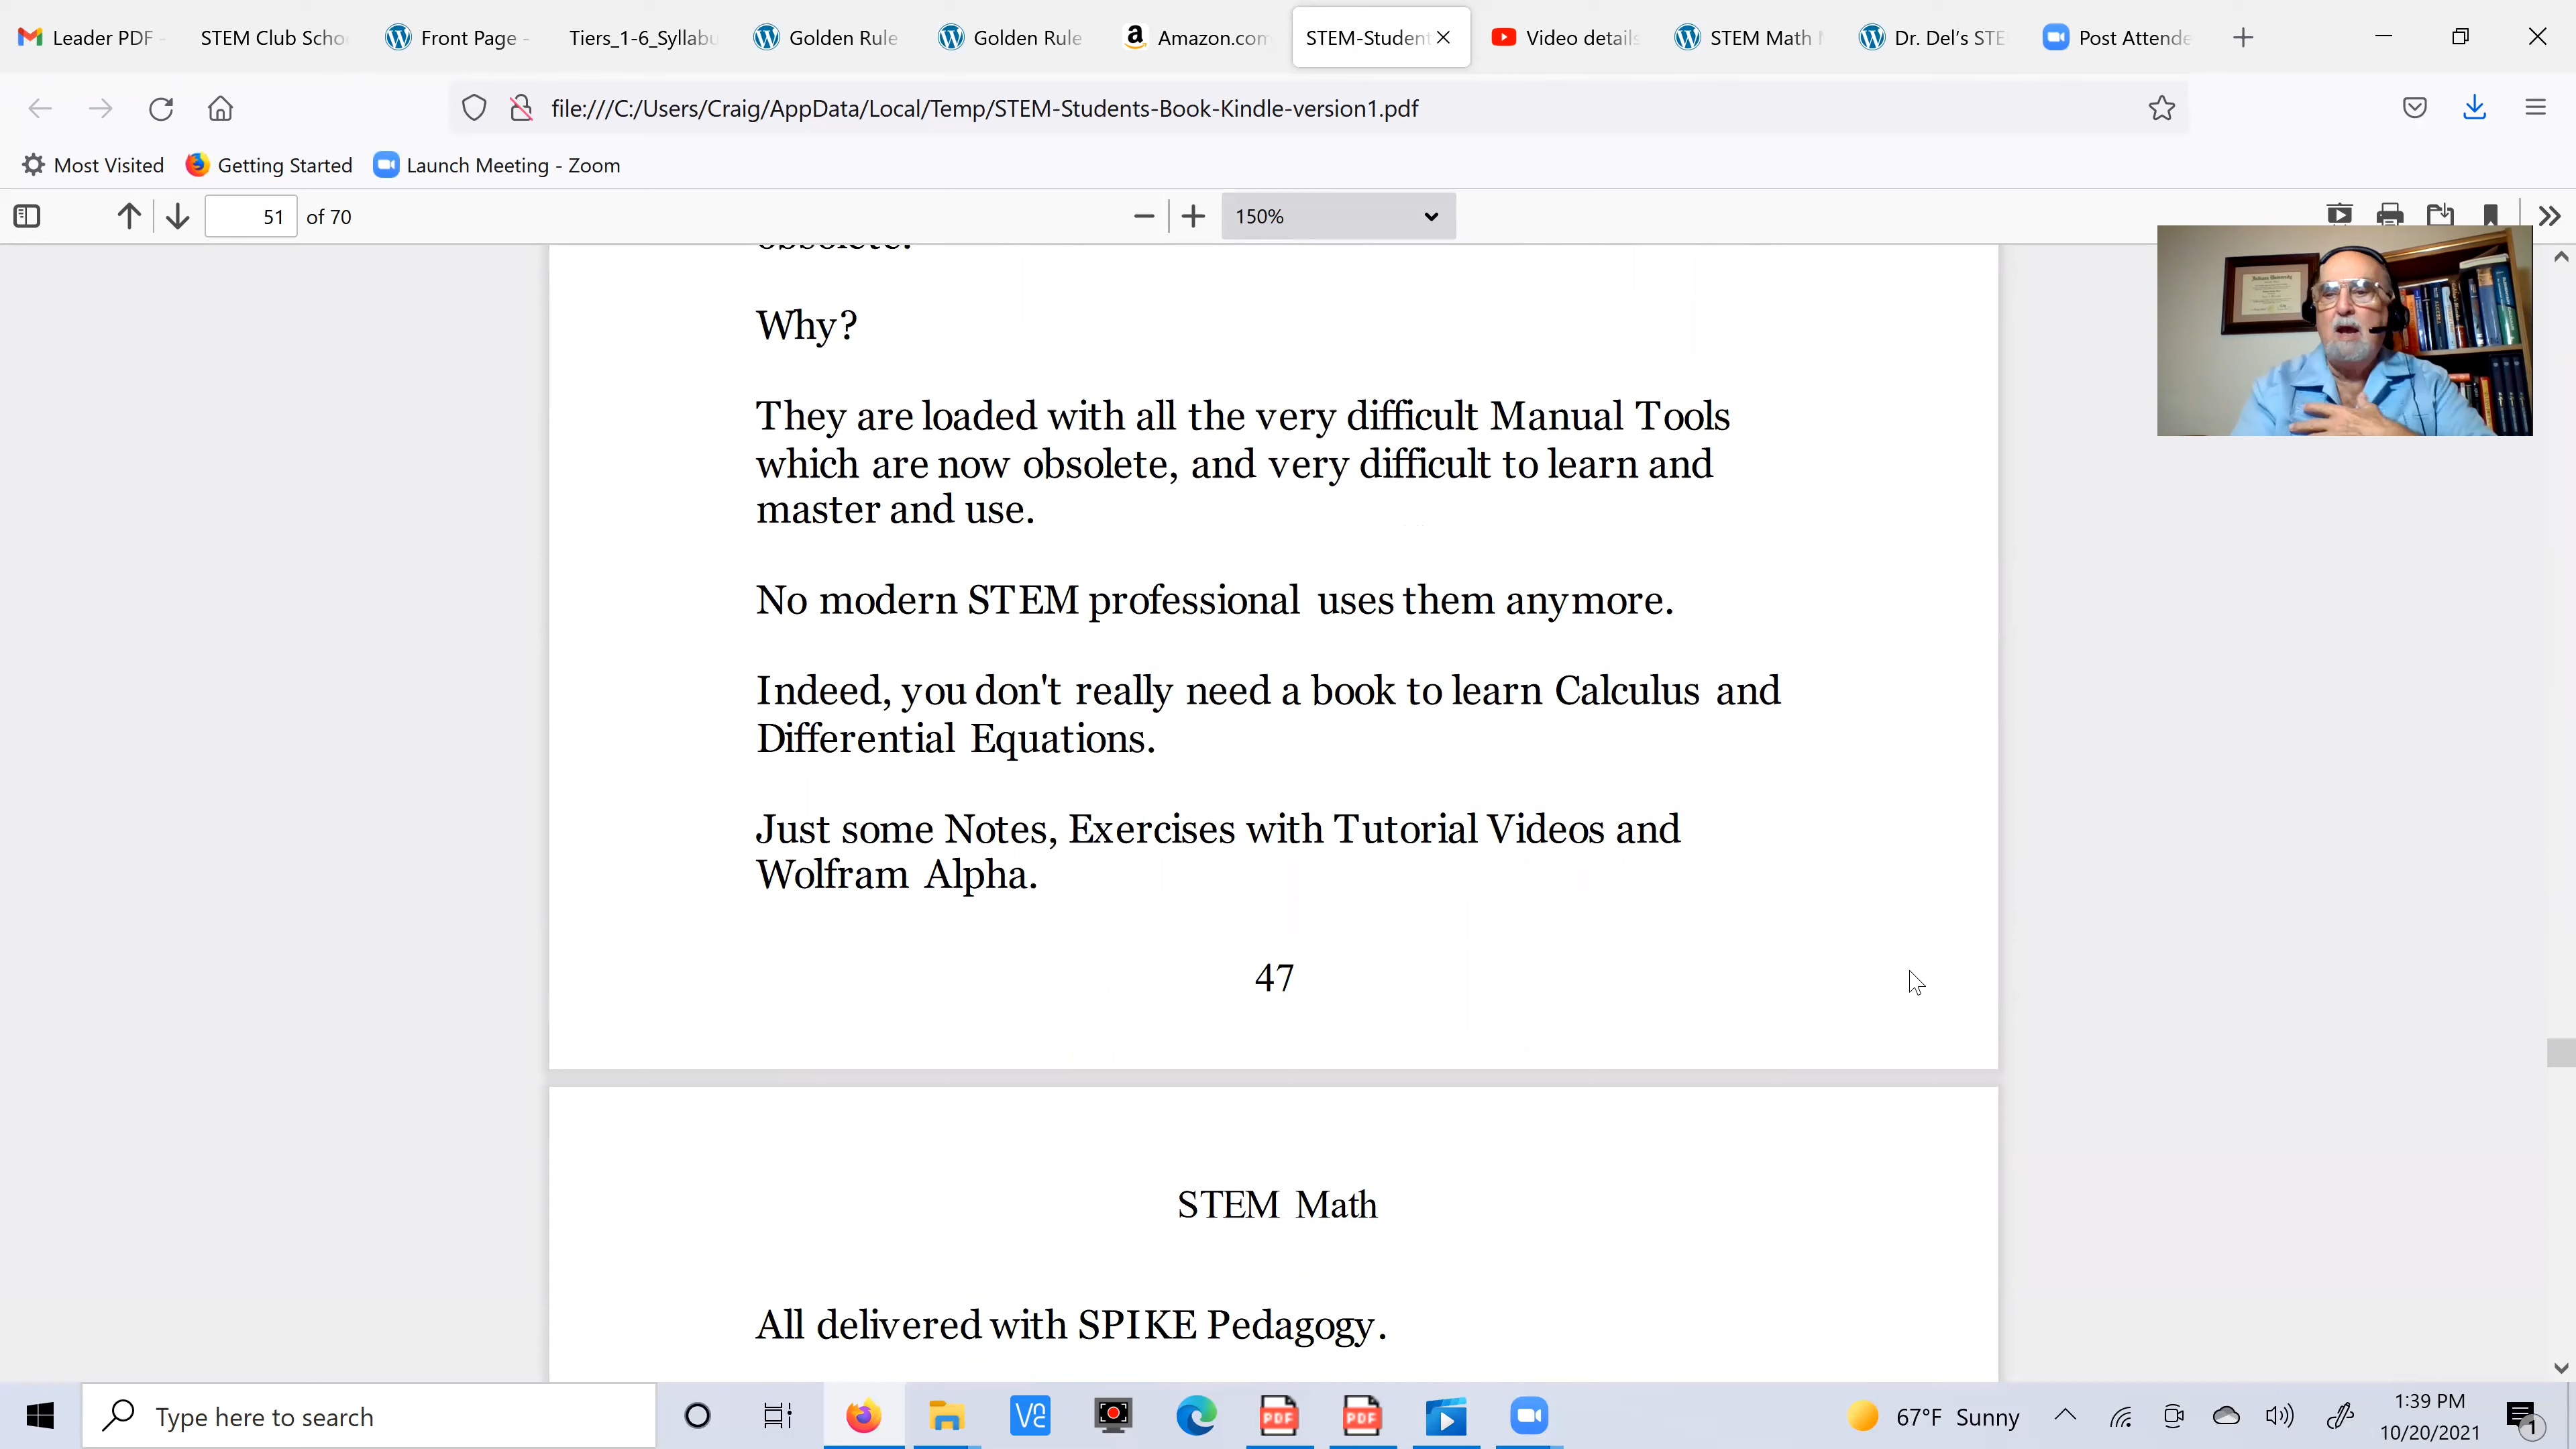 Leader PDF -
STEM Club Scho
Front Page -
Tiers_1-6_Syllabu
Golden Rule
Golden Rule
a
Amazon.com
STEM-Student
Video details
STEM Math M
Dr. Del's STE
Post Attende
file:///C:/Users/Craig/AppData/Local/Temp/STEM-Students-Book-Kindle-version1.pdf
Most Visited
Getting Started
Launch Meeting - Zoom
51 of 70
150%
obsolete.
Why?
They are loaded with all the very difficult Manual Tools
which are now obsolete, and very difficult to learn and
master and use.
No modern STEM professional uses them anymore.
Indeed, you don't really need a book to learn Calculus and
Differential Equations.
Just some Notes, Exercises with Tutorial Videos and
Wolfram Alpha.
47
STEM Math
All delivered with SPIKE Pedagogy.
Type here to search
PDF
PDF
67°F Sunny
1:39 PM
10/20/2021
1